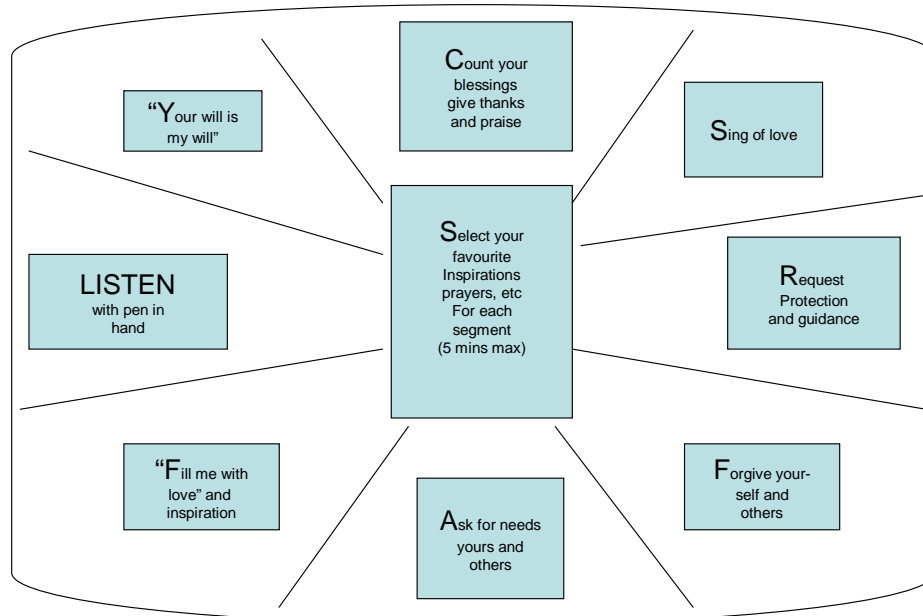 Count your
blessings
give thanks
and praise
Sing of love
Request
Protection
and guidance
Forgive your-
self and
others
Ask for needs
yours and
others
“Fill me with
love” and
inspiration
LISTEN
with pen in
hand
“Your will is
my will”
Select your
favourite
Inspirations
prayers, etc
For each
segment
(5 mins max)